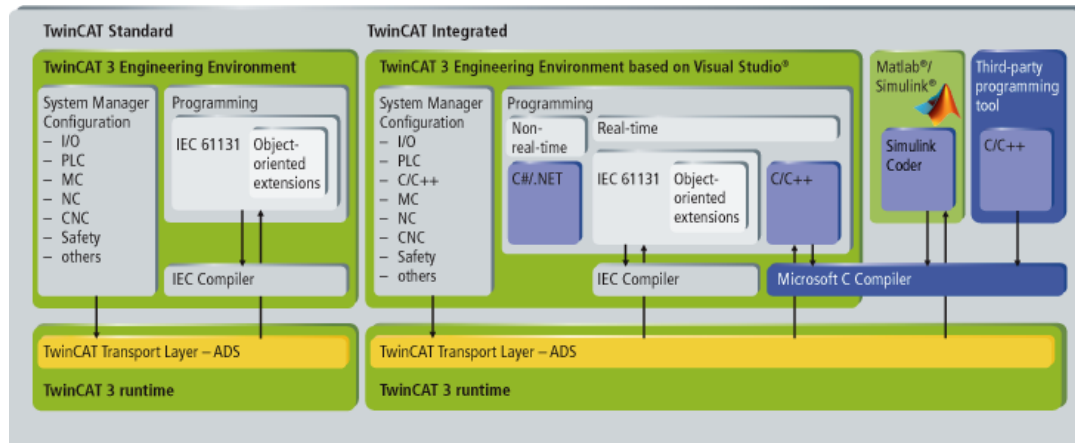 TwinCAT Standard
TwinCAT 3 Engineering Environment
System Manager
Configuration
– I/O
– PLC
– MC
– NC
– CNC
– Safety
– others
Programming
IEC 61131
Object-
oriented
extensions
IEC Compiler
TwinCAT Transport Layer – ADS
TwinCAT 3 runtime
TwinCAT Integrated
TwinCAT 3 Engineering Environment based on Visual Studio®
System Manager
Configuration
– I/O
– PLC
– C/C++
– MC
– NC
– CNC
– Safety
– others
Programming
Non-
real-time
C#/.NET
Real-time
IEC 61131
Object-
oriented
extensions
C/C++
IEC Compiler
Matlab®/
Simulink®
Simulink
Coder
Third-party
programming
tool
C/C++
Microsoft C Compiler
TwinCAT Transport Layer – ADS
TwinCAT 3 runtime